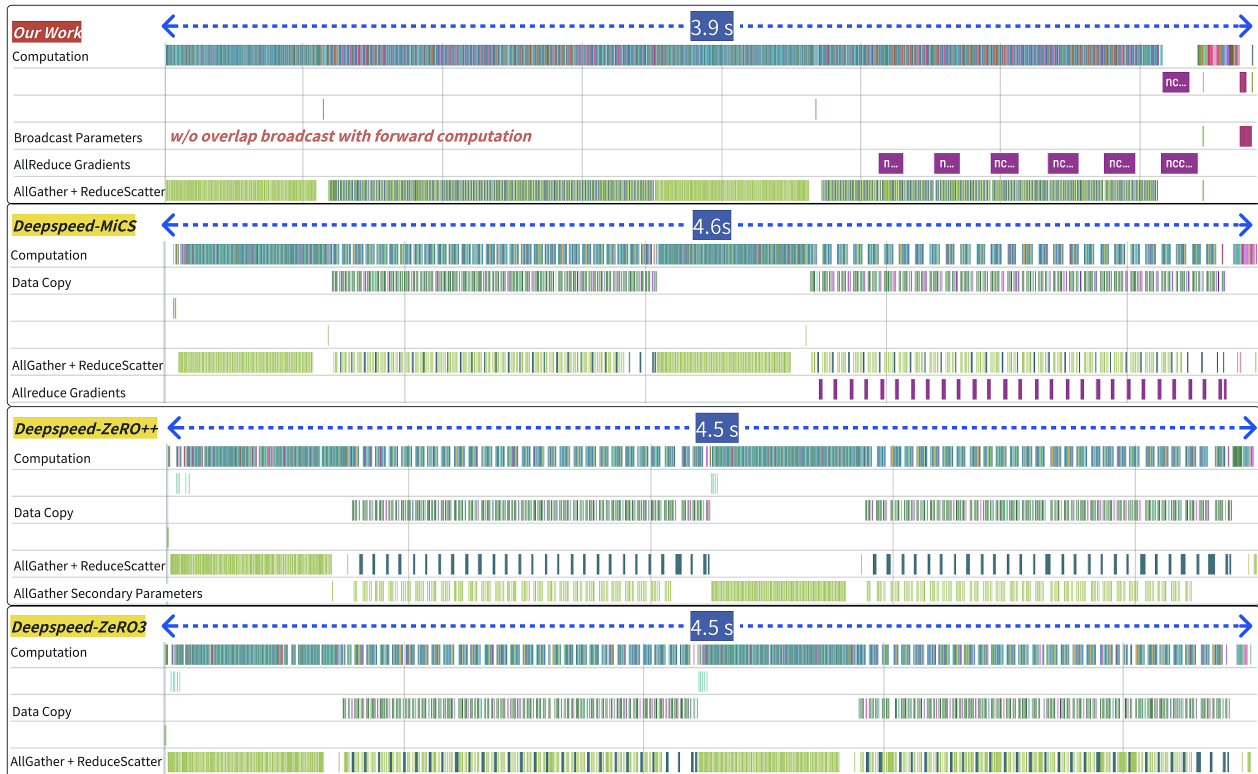 Our Work
3.9 s
Computation
nc...
Broadcast Parameters
w/o overlap broadcast with forward computation
AllReduce Gradients
n...
n...
nc...
nc...
nc...
ncc...
AllGather + ReduceScatter
Deepspeed-MiCS
4.6s
Computation
Data Copy
AllGather + ReduceScatter
Allreduce Gradients
Deepspeed-ZeRO++
4.5 s
Computation
Data Copy
AllGather + ReduceScatter
AllGather Secondary Parameters
Deepspeed-ZeRO3
4.5 s
Computation
Data Copy
AllGather + ReduceScatter